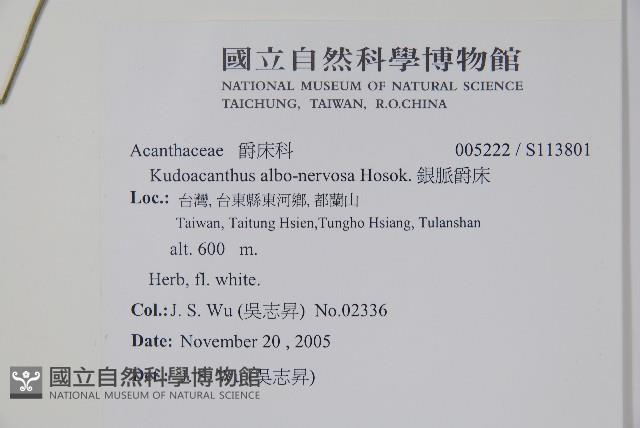 國立自然科學博物館
NATIONAL MUSEUM OF NATURAL SCIENCE
TAICHUNG, TAIWAN, R.O.CHINA
Acanthaceae 爵床科 005222 / S113801
Kudoacanthus albo-nervosa Hosok. 銀脈爵床
Loc.: 台灣, 台東縣東河鄉, 都蘭山
Taiwan, Taitung Hsien,Tungho Hsiang, Tulanshan
alt. 600 m.
Herb, fl. white.
Col.: J. S. Wu (吳志昇) No.02336
Date: November 20 , 2005
吳志昇)
國立自然科學博物館
NATIONAL MUSEUM OF NATURAL SCIENCE